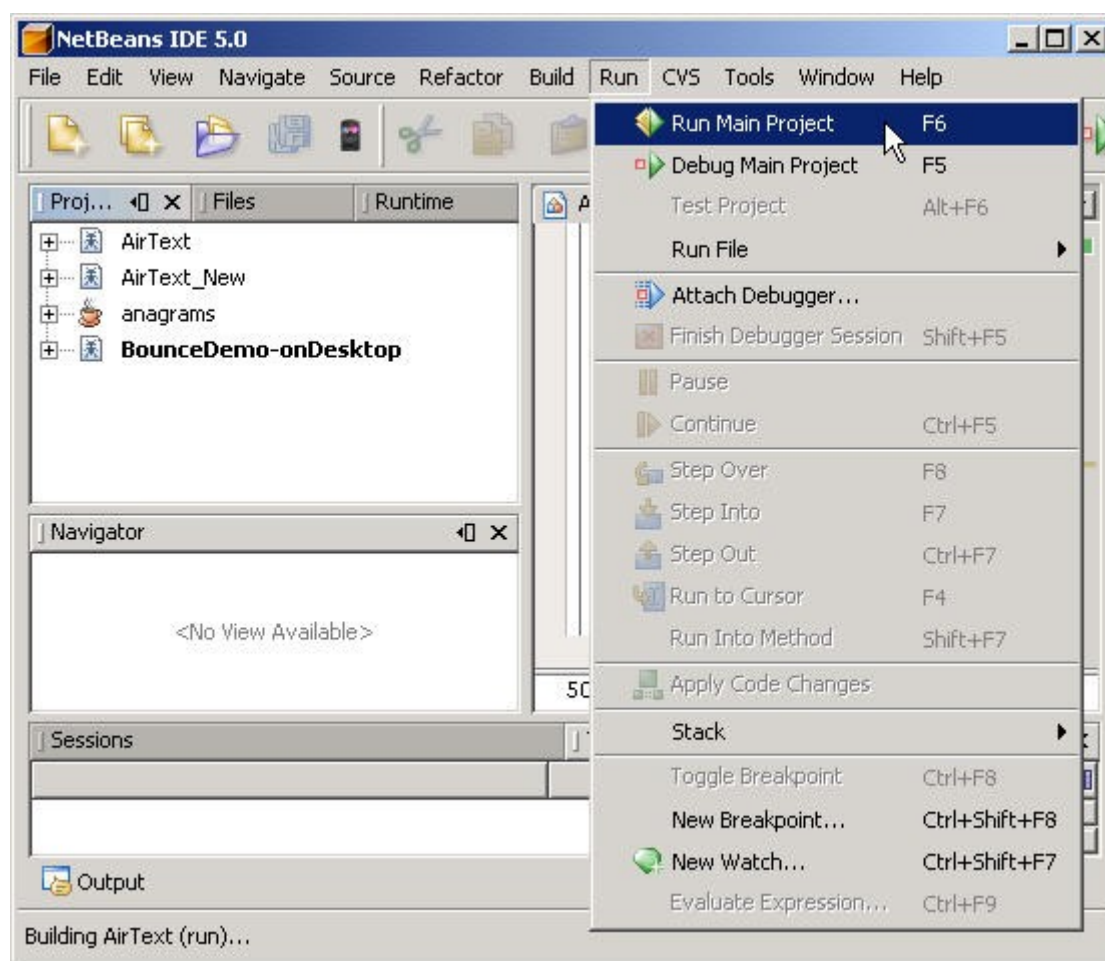 NetBeans IDE 5.0
File Edit View Navigate Source Refactor Build Run CVS Tools Window Help
Proj... Files Runtime
AirText
AirText_New
anagrams
BounceDemo-onDesktop
Navigator
<No View Available>
Sessions
Output
Building AirText (run)...
A
50
Run Main Project F6
Debug Main Project F5
Test Project Alt+F6
Run File
Attach Debugger...
Finish Debugger Session Shift+F5
Pause
Continue Ctrl+F5
Step Over F8
Step Into F7
Step Out Ctrl+F7
Run to Cursor F4
Run Into Method Shift+F7
Apply Code Changes
Stack
Toggle Breakpoint Ctrl+F8
New Breakpoint... Ctrl+Shift+F8
New Watch... Ctrl+Shift+F7
Evaluate Expression... Ctrl+F9